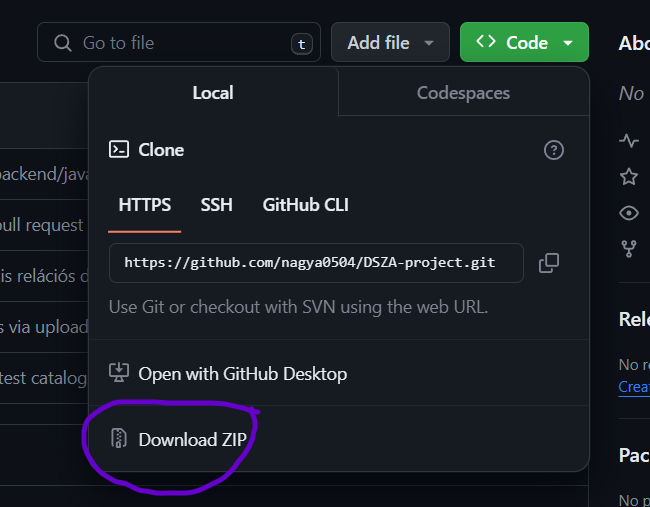 Go to file
t
Add file
Code
Abo
Local
Codespaces
No
Clone
backend/java
HTTPS
SSH
GitHub CLI
pull request
https://github.com/nagya0504/DSZA-project.git
is relációs d
Use Git or checkout with SVN using the web URL.
s via upload
Rele
Open with GitHub Desktop
No re
test catalog
Creat
Download ZIP
Pac
No p